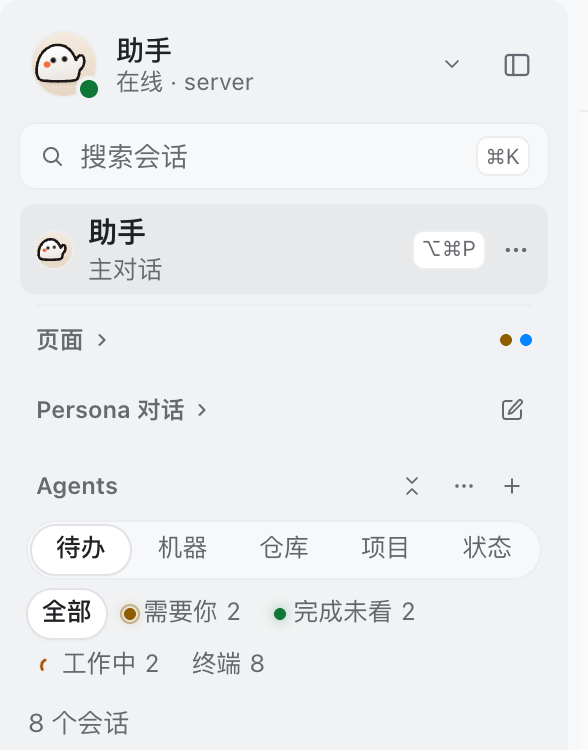 助手
在线 · server
搜索会话 ⌘K
助手
主对话
⌥⌘P
页面
Persona 对话
Agents
待办 机器 仓库 项目 状态
全部 需要你 2 完成未看 2
工作中 2 终端 8
8 个会话